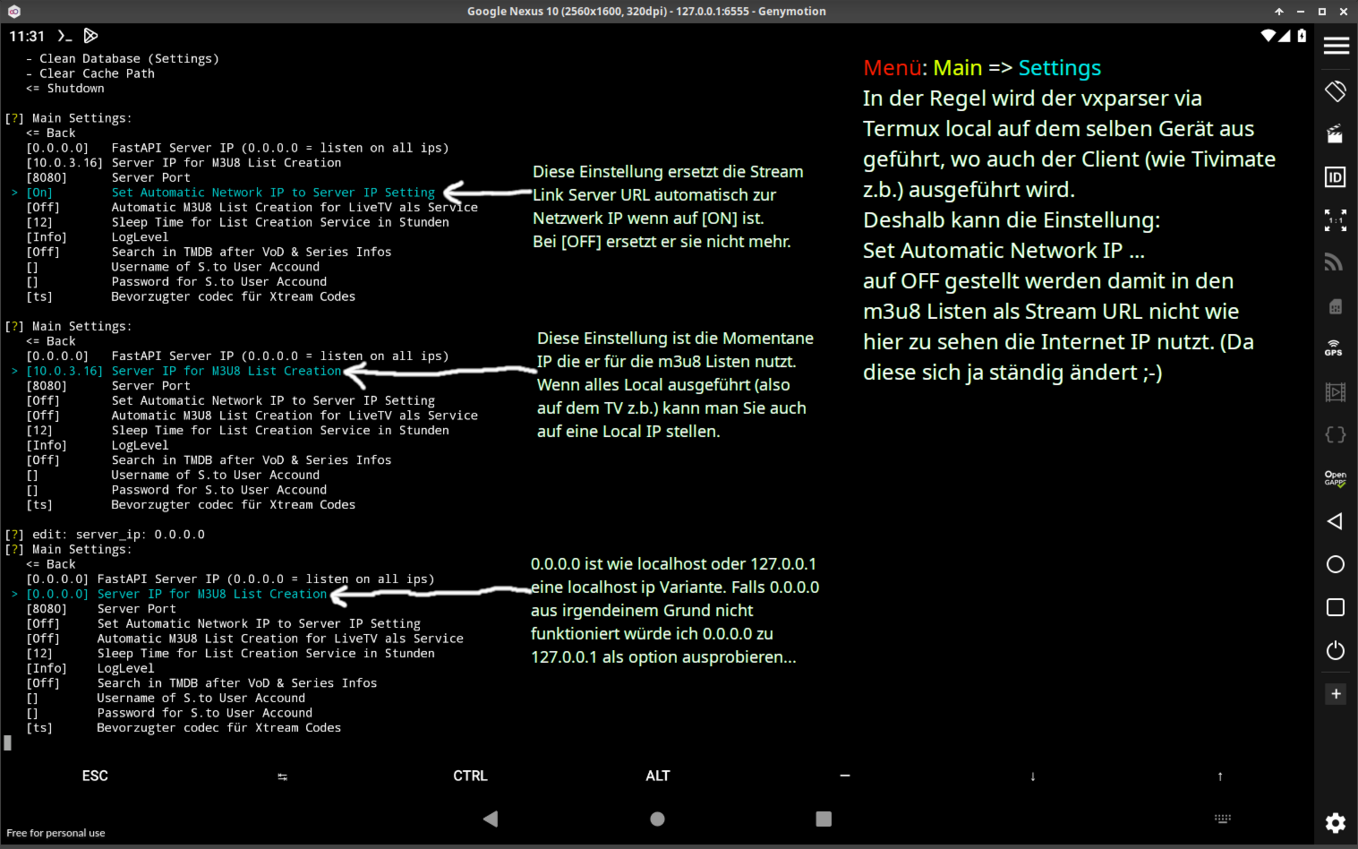 Google Nexus 10 (2560x1600, 320dpi) - 127.0.0.1:6555 - Genymotion
11:31 >_
- Clean Database (Settings)
- Clear Cache Path
<= Shutdown
[?] Main Settings:
<= Back
[0.0.0.0] FastAPI Server IP (0.0.0.0 = listen on all ips)
[10.0.3.16] Server IP for M3U8 List Creation
[8080] Server Port
> [On] Set Automatic Network IP to Server IP Setting
[Off] Automatic M3U8 List Creation for LiveTV als Service
[12] Sleep Time for List Creation Service in Stunden
[Info] LogLevel
[Off] Search in TMDB after VoD & Series Infos
[] Username of S.to User Accound
[] Password for S.to User Accound
[ts] Bevorzugter codec für Xtream Codes
[?] Main Settings:
<= Back
[0.0.0.0] FastAPI Server IP (0.0.0.0 = listen on all ips)
> [10.0.3.16] Server IP for M3U8 List Creation
[8080] Server Port
[Off] Set Automatic Network IP to Server IP Setting
[Off] Automatic M3U8 List Creation for LiveTV als Service
[12] Sleep Time for List Creation Service in Stunden
[Info] LogLevel
[Off] Search in TMDB after VoD & Series Infos
[] Username of S.to User Accound
[] Password for S.to User Accound
[ts] Bevorzugter codec für Xtream Codes
[?] edit: server_ip: 0.0.0.0
[?] Main Settings:
<= Back
[0.0.0.0] FastAPI Server IP (0.0.0.0 = listen on all ips)
> [0.0.0.0] Server IP for M3U8 List Creation
[8080] Server Port
[Off] Set Automatic Network IP to Server IP Setting
[Off] Automatic M3U8 List Creation for LiveTV als Service
[12] Sleep Time for List Creation Service in Stunden
[Info] LogLevel
[Off] Search in TMDB after VoD & Series Infos
[] Username of S.to User Accound
[] Password for S.to User Accound
[ts] Bevorzugter codec für Xtream Codes
Diese Einstellung ersetzt die Stream
Link Server URL automatisch zur
Netzwerk IP wenn auf [ON] ist.
Bei [OFF] ersetzt er sie nicht mehr.
Diese Einstellung ist die Momentane
IP die er für die m3u8 Listen nutzt.
Wenn alles Local ausgeführt (also
auf dem TV z.b.) kann man Sie auch
auf eine Local IP stellen.
0.0.0.0 ist wie localhost oder 127.0.0.1
eine localhost ip Variante. Falls 0.0.0.0
aus irgendeinem Grund nicht
funktioniert würde ich 0.0.0.0 zu
127.0.0.1 als option ausprobieren...
Menü: Main => Settings
In der Regel wird der vxparser via
Termux local auf dem selben Gerät aus
geführt, wo auch der Client (wie Tivimate
z.b.) ausgeführt wird.
Deshalb kann die Einstellung:
Set Automatic Network IP ...
auf OFF gestellt werden damit in den
m3u8 Listen als Stream URL nicht wie
hier zu sehen die Internet IP nutzt. (Da
diese sich ja ständig ändert ;-)
ID
1:1
GPS
{}
Open
GAPPS
ESC ⇆ CTRL ALT — ↓ ↑
Free for personal use